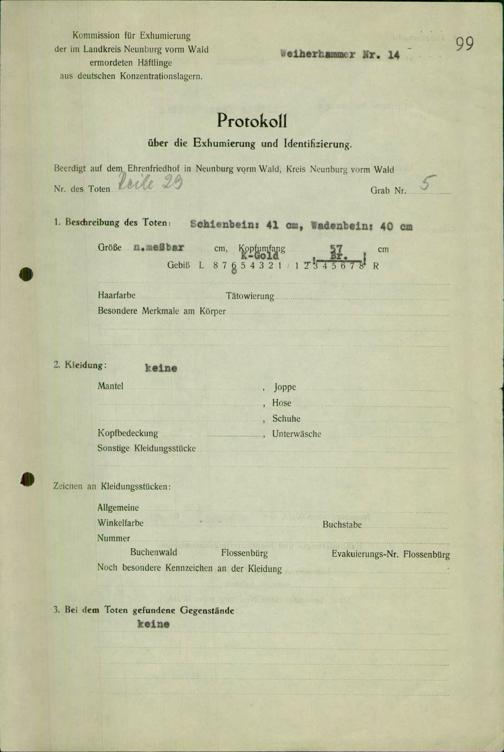 99
Kommission für Exhumierung
der im Landkreis Neunburg vorm Wald
ermordeten Häftlinge
aus deutschen Konzentrationslagern.
Weiherhammer Nr. 14
Protokoll
über die Exhumierung und Identifizierung.
Beerdigt auf dem Ehrenfriedhof in Neunburg vorm Wald, Kreis Neunburg vorm Wald
Nr. des Toten Reihe 29 Grab Nr. 5
1. Beschreibung des Toten: Schienbein: 41 cm, Wadenbein: 40 cm
Größe n.meßbar cm, Kopfumfang 57 cm
K-Gold Br.
Gebiß L 8 7 6 5 4 3 2 1 / 1 2 3 4 5 6 7 8 R
Haarfarbe Tätowierung
Besondere Merkmale am Körper
2. Kleidung: keine
Mantel , Joppe
, Hose
, Schuhe
Kopfbedeckung , Unterwäsche
Sonstige Kleidungsstücke
Zeichen an Kleidungsstücken:
Allgemeine
Winkelfarbe Buchstabe
Nummer
Buchenwald Flossenbürg Evakuierungs-Nr. Flossenbürg
Noch besondere Kennzeichen an der Kleidung
3. Bei dem Toten gefundene Gegenstände
keine